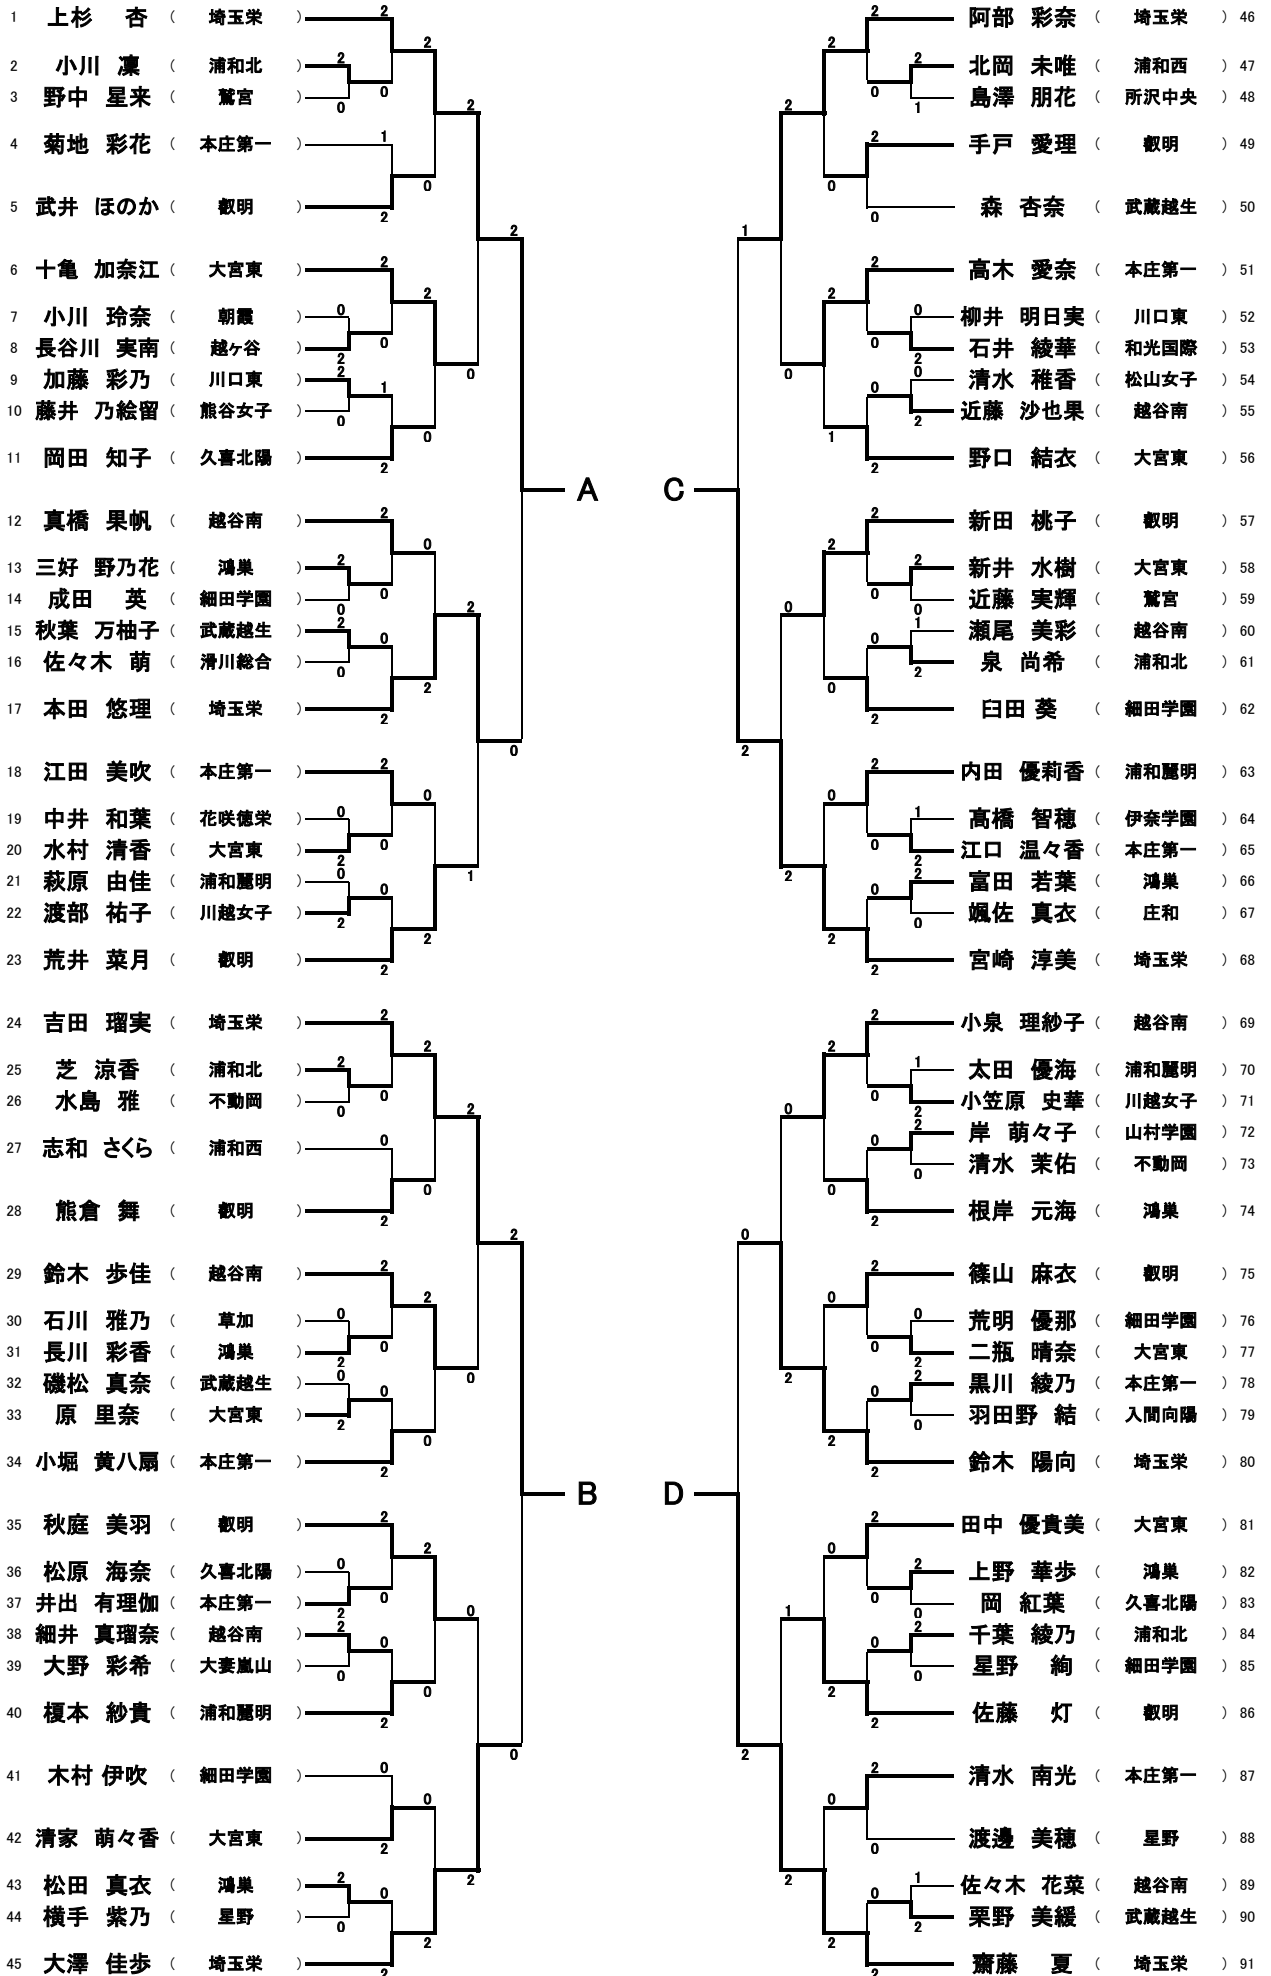 1 上杉 杏 ( 埼玉栄 )
2 小川 凜 ( 浦和北 )
3 野中 星来 ( 鷲宮 )
4 菊地 彩花 ( 本庄第一 )
5 武井 ほのか ( 叡明 )
6 十亀 加奈江 ( 大宮東 )
7 小川 玲奈 ( 朝霞 )
8 長谷川 実南 ( 越ヶ谷 )
9 加藤 彩乃 ( 川口東 )
10 藤井 乃絵留 ( 熊谷女子 )
11 岡田 知子 ( 久喜北陽 )
12 真橋 果帆 ( 越谷南 )
13 三好 野乃花 ( 鴻巣 )
14 成田 英 ( 細田学園 )
15 秋葉 万柚子 ( 武蔵越生 )
16 佐々木 萌 ( 滑川総合 )
17 本田 悠理 ( 埼玉栄 )
18 江田 美吹 ( 本庄第一 )
19 中井 和葉 ( 花咲徳栄 )
20 水村 清香 ( 大宮東 )
21 萩原 由佳 ( 浦和麗明 )
22 渡部 祐子 ( 川越女子 )
23 荒井 菜月 ( 叡明 )
24 吉田 瑠実 ( 埼玉栄 )
25 芝 涼香 ( 浦和北 )
26 水島 雅 ( 不動岡 )
27 志和 さくら ( 浦和西 )
28 熊倉 舞 ( 叡明 )
29 鈴木 歩佳 ( 越谷南 )
30 石川 雅乃 ( 草加 )
31 長川 彩香 ( 鴻巣 )
32 磯松 真奈 ( 武蔵越生 )
33 原 里奈 ( 大宮東 )
34 小堀 黄八扇 ( 本庄第一 )
35 秋庭 美羽 ( 叡明 )
36 松原 海奈 ( 久喜北陽 )
37 井出 有理伽 ( 本庄第一 )
38 細井 真瑠奈 ( 越谷南 )
39 大野 彩希 ( 大妻嵐山 )
40 榎本 紗貴 ( 浦和麗明 )
41 木村 伊吹 ( 細田学園 )
42 清家 萌々香 ( 大宮東 )
43 松田 真衣 ( 鴻巣 )
44 横手 紫乃 ( 星野 )
45 大澤 佳歩 ( 埼玉栄 )
A
B
C
D
阿部 彩奈 ( 埼玉栄 ) 46
北岡 未唯 ( 浦和西 ) 47
島澤 朋花 ( 所沢中央 ) 48
手戸 愛理 ( 叡明 ) 49
森 杏奈 ( 武蔵越生 ) 50
高木 愛奈 ( 本庄第一 ) 51
柳井 明日実 ( 川口東 ) 52
石井 綾華 ( 和光国際 ) 53
清水 稚香 ( 松山女子 ) 54
近藤 沙也果 ( 越谷南 ) 55
野口 結衣 ( 大宮東 ) 56
新田 桃子 ( 叡明 ) 57
新井 水樹 ( 大宮東 ) 58
近藤 実輝 ( 鷲宮 ) 59
瀬尾 美彩 ( 越谷南 ) 60
泉 尚希 ( 浦和北 ) 61
臼田 葵 ( 細田学園 ) 62
内田 優莉香 ( 浦和麗明 ) 63
高橋 智穂 ( 伊奈学園 ) 64
江口 温々香 ( 本庄第一 ) 65
富田 若葉 ( 鴻巣 ) 66
颯佐 真衣 ( 庄和 ) 67
宮崎 淳美 ( 埼玉栄 ) 68
小泉 理紗子 ( 越谷南 ) 69
太田 優海 ( 浦和麗明 ) 70
小笠原 史華 ( 川越女子 ) 71
岸 萌々子 ( 山村学園 ) 72
清水 茉佑 ( 不動岡 ) 73
根岸 元海 ( 鴻巣 ) 74
篠山 麻衣 ( 叡明 ) 75
荒明 優那 ( 細田学園 ) 76
二瓶 晴奈 ( 大宮東 ) 77
黒川 綾乃 ( 本庄第一 ) 78
羽田野 結 ( 入間向陽 ) 79
鈴木 陽向 ( 埼玉栄 ) 80
田中 優貴美 ( 大宮東 ) 81
上野 華歩 ( 鴻巣 ) 82
岡 紅葉 ( 久喜北陽 ) 83
千葉 綾乃 ( 浦和北 ) 84
星野 絢 ( 細田学園 ) 85
佐藤 灯 ( 叡明 ) 86
清水 南光 ( 本庄第一 ) 87
渡邊 美穂 ( 星野 ) 88
佐々木 花菜 ( 越谷南 ) 89
栗野 美緩 ( 武蔵越生 ) 90
齋藤 夏 ( 埼玉栄 ) 91